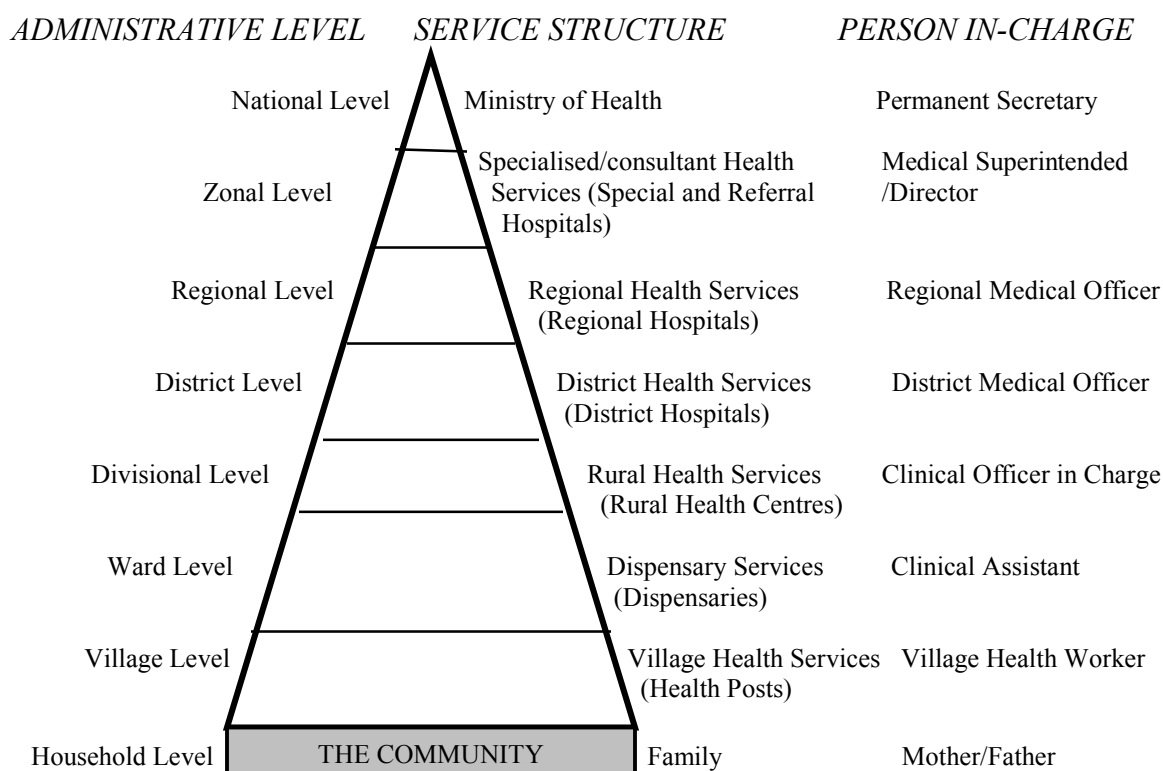 ADMINISTRATIVE LEVEL SERVICE STRUCTURE PERSON IN-CHARGE
National Level Ministry of Health Permanent Secretary
Specialised/consultant Health Medical Superintended
Zonal Level Services (Special and Referral /Director
Hospitals)
Regional Level Regional Health Services Regional Medical Officer
(Regional Hospitals)
District Level District Health Services District Medical Officer
(District Hospitals)
Divisional Level Rural Health Services Clinical Officer in Charge
(Rural Health Centres)
Ward Level Dispensary Services Clinical Assistant
(Dispensaries)
Village Level Village Health Services Village Health Worker
(Health Posts)
Household Level THE COMMUNITY Family Mother/Father